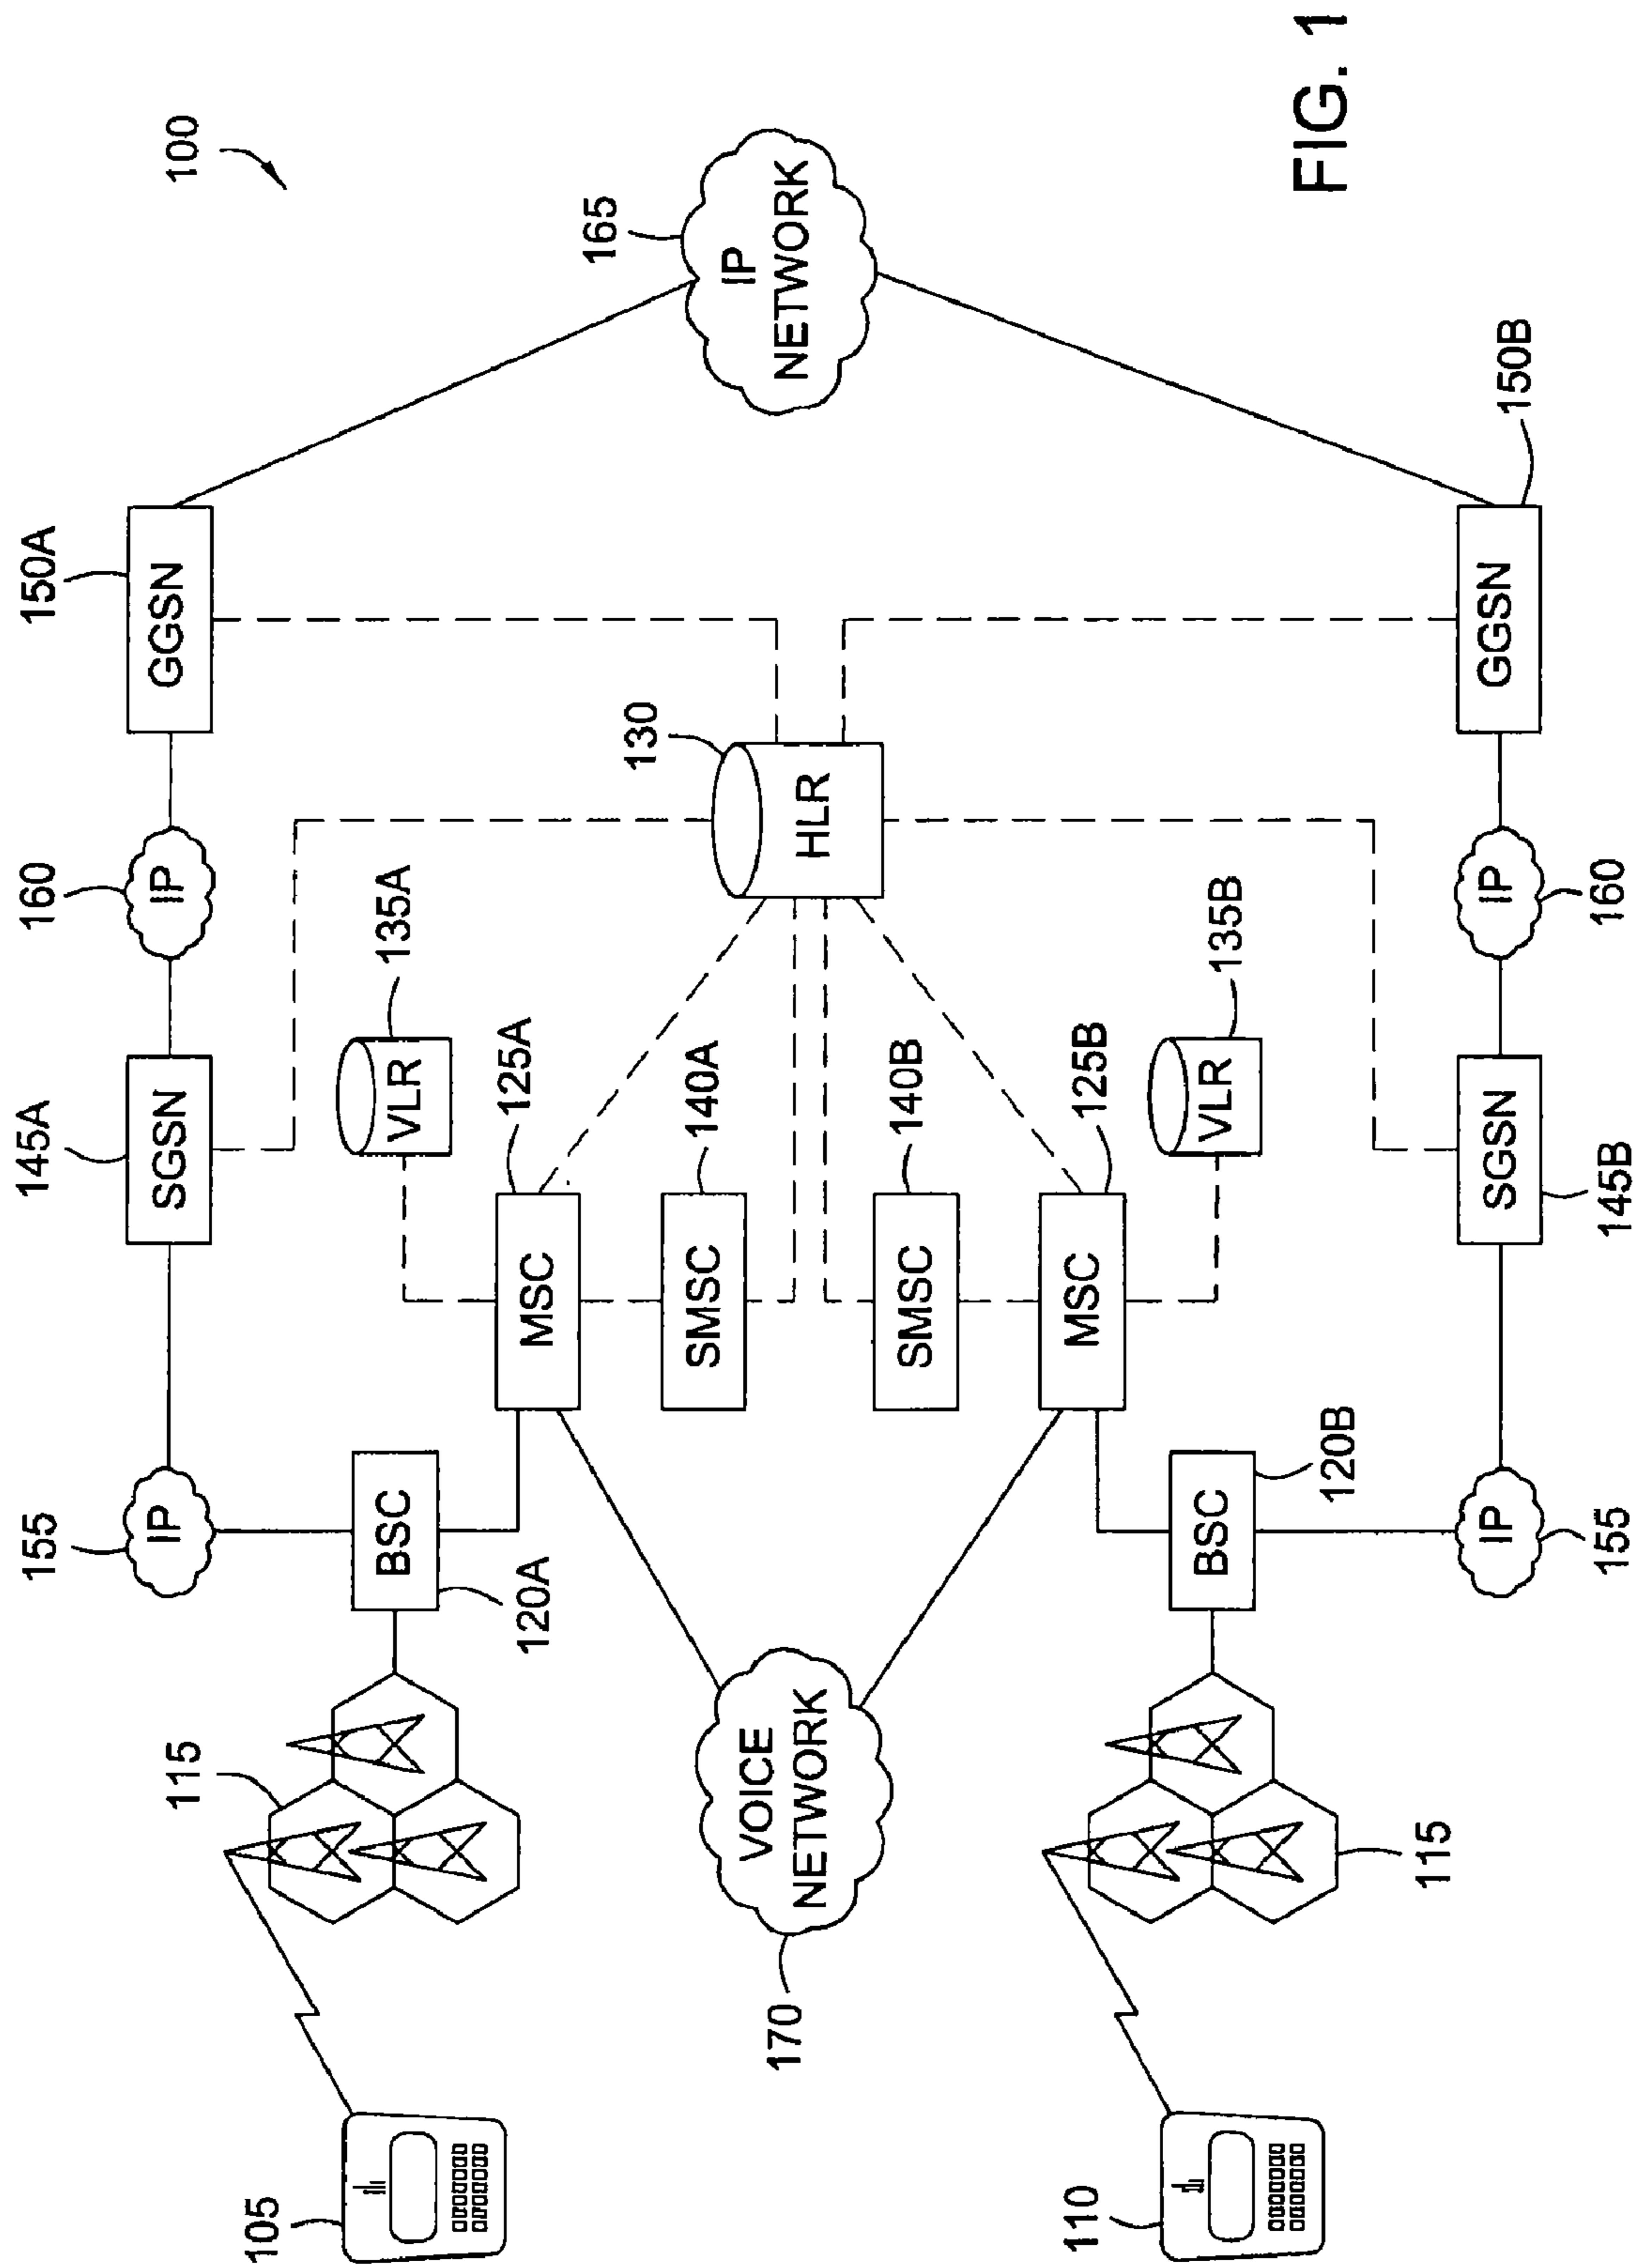 100
150A
GGSN
160
IP
145A
SGSN
155
IP
165
IP
NETWORK
130
HLR
135A
VLR
125A
MSC
140A
SMSC
140B
SMSC
125B
MSC
135B
VLR
BSC
120A
115
105
VOICE
NETWORK
170
BSC
120B
115
110
150B
GGSN
160
IP
145B
SGSN
155
IP
FIG. 1